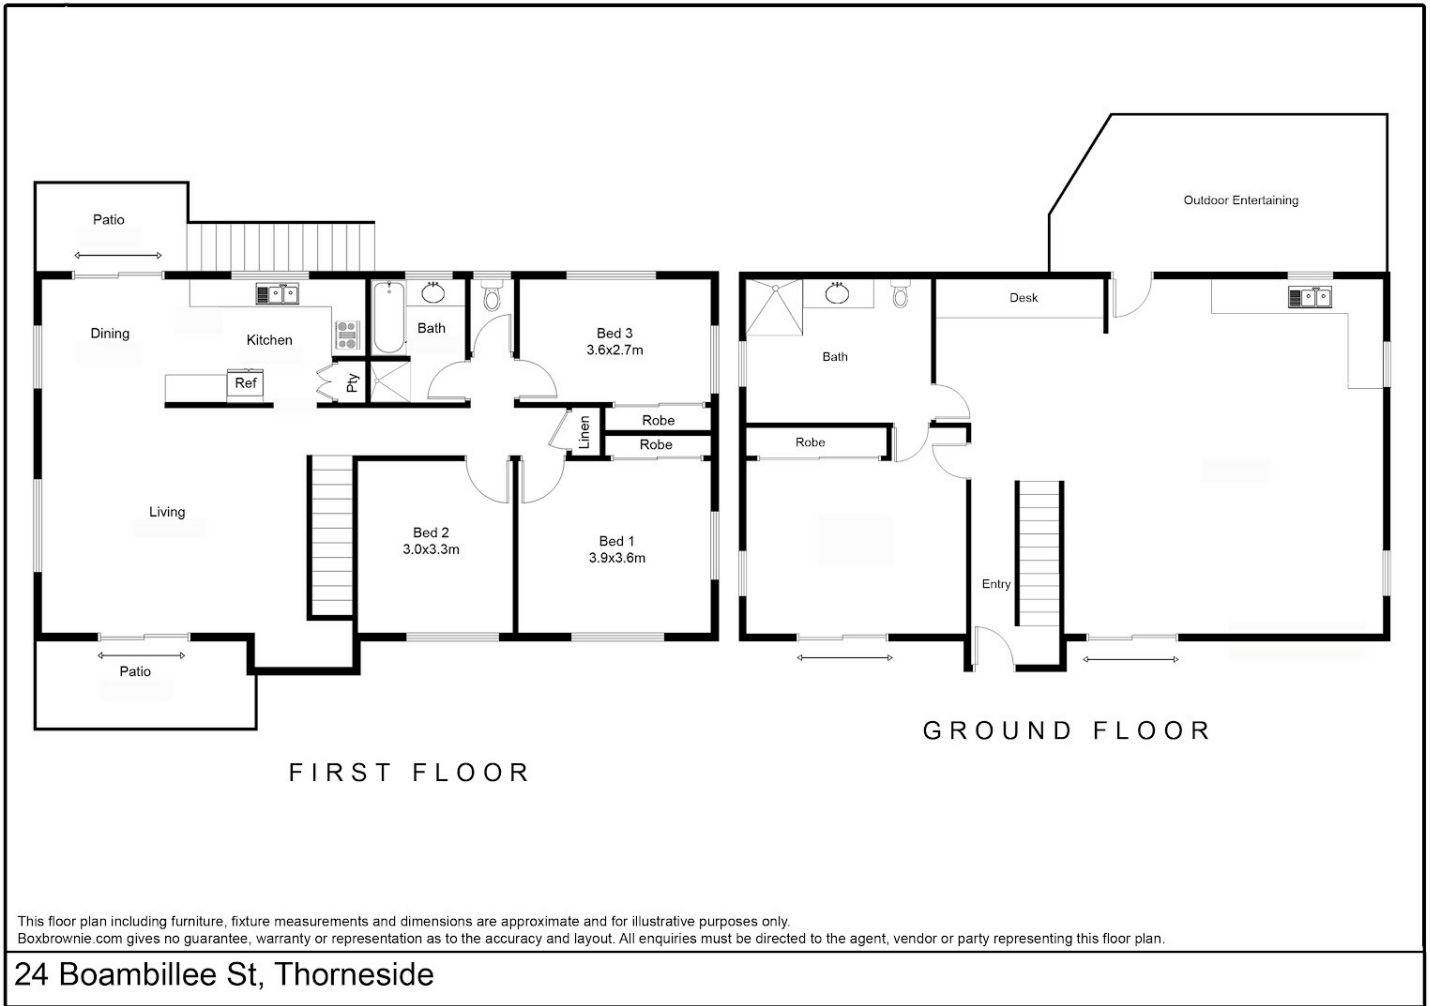 Patio
Outdoor Entertaining
Desk
Dining
Kitchen
Bath
Bed 3
3.6x2.7m
Bath
Ref
Pty
Robe
Linen
Robe
Robe
Living
Bed 2
3.0x3.3m
Bed 1
3.9x3.6m
Entry
Patio
GROUND FLOOR
FIRST FLOOR
This floor plan including furniture, fixture measurements and dimensions are approximate and for illustrative purposes only.
Boxbrownie.com gives no guarantee, warranty or representation as to the accuracy and layout. All enquiries must be directed to the agent, vendor or party representing this floor plan.
24 Boambillee St, Thorneside